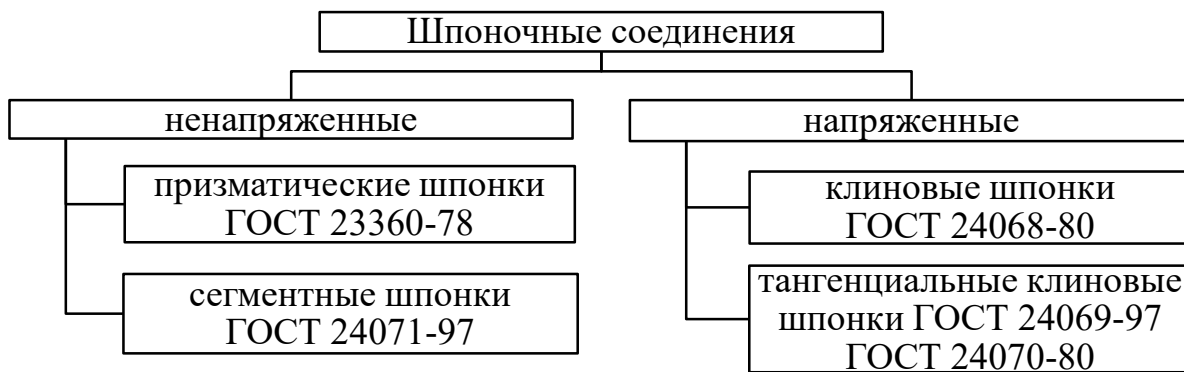 Шпоночные соединения
ненапряженные
призматические шпонки
ГОСТ 23360-78
сегментные шпонки
ГОСТ 24071-97
напряженные
клиновые шпонки
ГОСТ 24068-80
тангенциальные клиновые
шпонки ГОСТ 24069-97
ГОСТ 24070-80